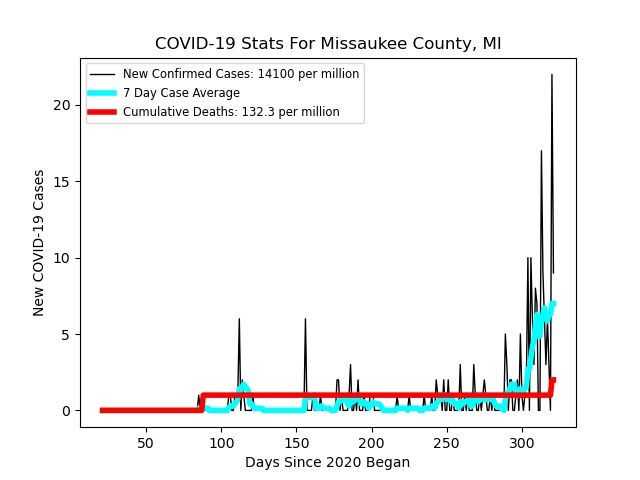 COVID-19 Stats For Missaukee County, MI
New Confirmed Cases: 14100 per million
7 Day Case Average
Cumulative Deaths: 132.3 per million
New COVID-19 Cases
20
15
10
5
0
50
100
150
200
250
300
Days Since 2020 Began